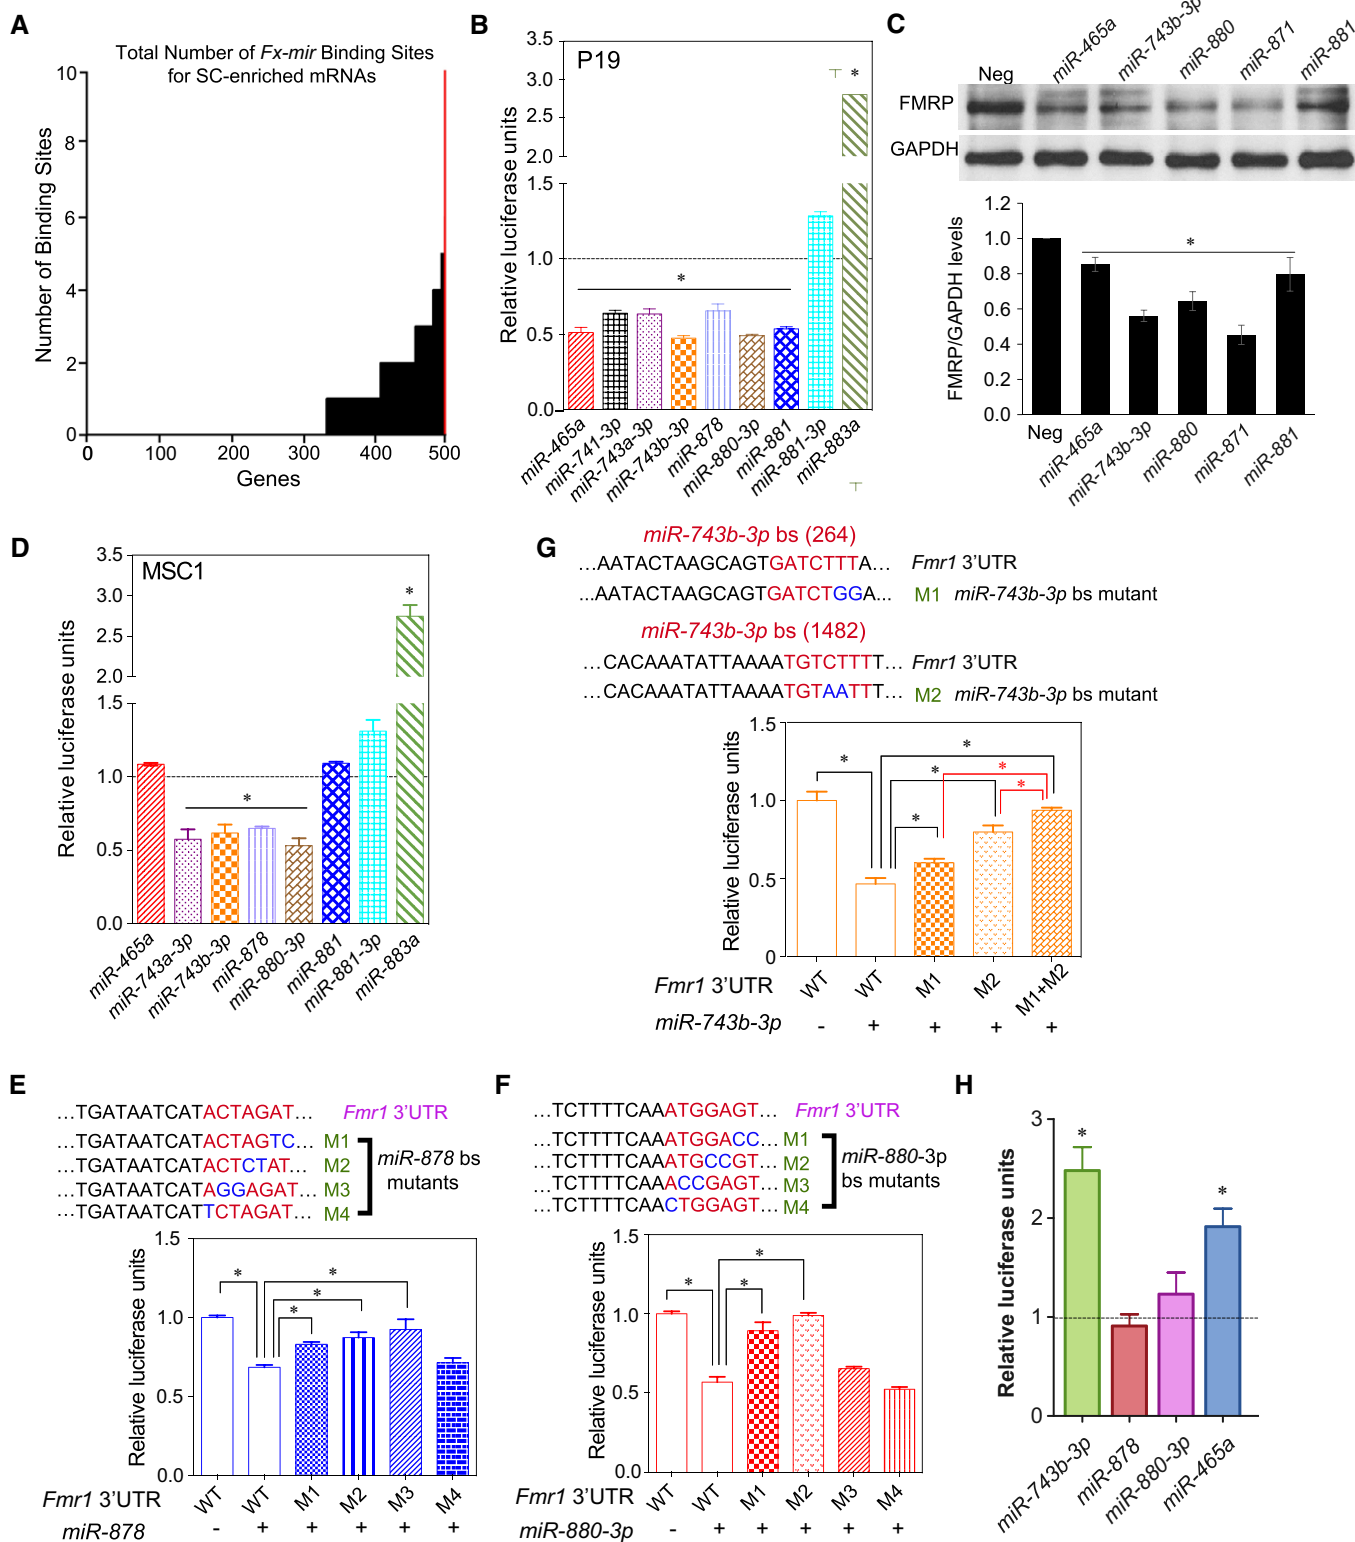 A
Total Number of Fx-mir Binding Sites
for SC-enriched mRNAs
Number of Binding Sites
10
8
6
4
2
0
0 100 200 300 400 500
Genes
B
P19
Relative luciferase units
3.5
3.0
2.5
2.0
1.5
1.0
0.5
0.0
*
*
miR-465a
miR-741-3p
miR-743a-3p
miR-743b-3p
miR-878
miR-880-3p
miR-881
miR-881-3p
miR-883a
C
Neg
miR-465a
miR-743b-3p
miR-880
miR-871
miR-881
FMRP
GAPDH
FMRP/GAPDH levels
1.2
1.0
0.8
0.6
0.4
0.2
0.0
*
Neg
miR-465a
miR-743b-3p
miR-880
miR-871
miR-881
D
MSC1
Relative luciferase units
3.5
3.0
2.5
2.0
1.5
1.0
0.5
0.0
*
*
miR-465a
miR-743a-3p
miR-743b-3p
miR-878
miR-880-3p
miR-881
miR-881-3p
miR-883a
G
miR-743b-3p bs (264)
...AATACTAAGCAGTGATCTTTA... Fmr1 3'UTR
...AATACTAAGCAGTGATCTGGA... M1 miR-743b-3p bs mutant
miR-743b-3p bs (1482)
...CACAAATATTAAAATGTCTTTT... Fmr1 3'UTR
...CACAAATATTAAAATGTAATTT... M2 miR-743b-3p bs mutant
Relative luciferase units
1.5
1.0
0.5
0
* * * * * *
Fmr1 3'UTR WT WT M1 M2 M1+M2
miR-743b-3p - + + + +
E
...TGATAATCATACTAGAT... Fmr1 3'UTR
...TGATAATCATACTAGTC... M1
...TGATAATCATACTCTAT... M2
...TGATAATCATAGGAGAT... M3
...TGATAATCATTCTAGAT... M4
miR-878 bs
mutants
Relative luciferase units
1.5
1.0
0.5
0.0
* * * *
Fmr1 3'UTR WT WT M1 M2 M3 M4
miR-878 - + + + + +
F
...TCTTTTCAAATGGAGT... Fmr1 3'UTR
...TCTTTTCAAATGGACC... M1
...TCTTTTCAAATGCCGT... M2
...TCTTTTCAAACCGAGT... M3
...TCTTTTCAACTGGAGT... M4
miR-880-3p
bs mutants
Relative luciferase units
1.5
1.0
0.5
0.0
* * *
Fmr1 3'UTR WT WT M1 M2 M3 M4
miR-880-3p - + + + + +
H
Relative luciferase units
3
2
1
0
* *
miR-743b-3p
miR-878
miR-880-3p
miR-465a